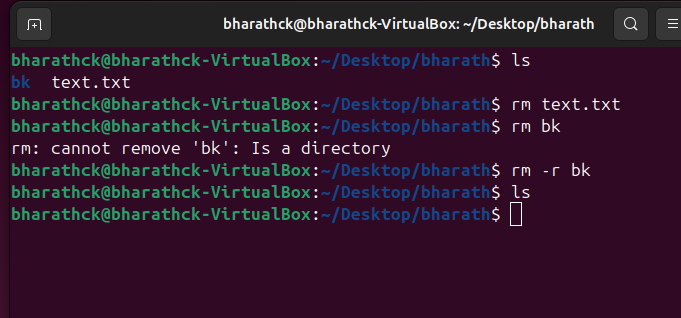 bharathck@bharathck-VirtualBox: ~/Desktop/bharath
bharathck@bharathck-VirtualBox:~/Desktop/bharath$ ls
bk  text.txt
bharathck@bharathck-VirtualBox:~/Desktop/bharath$ rm text.txt
bharathck@bharathck-VirtualBox:~/Desktop/bharath$ rm bk
rm: cannot remove 'bk': Is a directory
bharathck@bharathck-VirtualBox:~/Desktop/bharath$ rm -r bk
bharathck@bharathck-VirtualBox:~/Desktop/bharath$ ls
bharathck@bharathck-VirtualBox:~/Desktop/bharath$